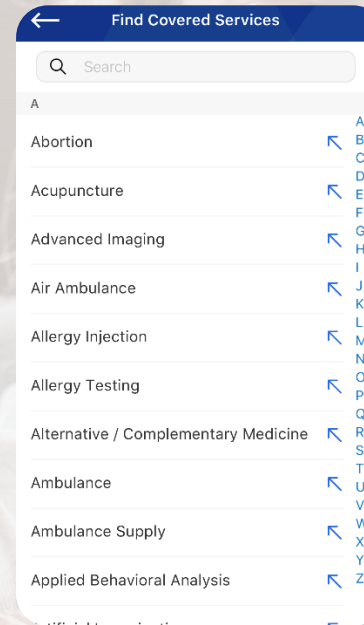 Find Covered Services
Search
A
Abortion
Acupuncture
Advanced Imaging
Air Ambulance
Allergy Injection
Allergy Testing
Alternative / Complementary Medicine
Ambulance
Ambulance Supply
Applied Behavioral Analysis
A
B
C
D
E
F
G
H
I
J
K
L
M
N
O
P
Q
R
S
T
U
V
W
X
Y
Z